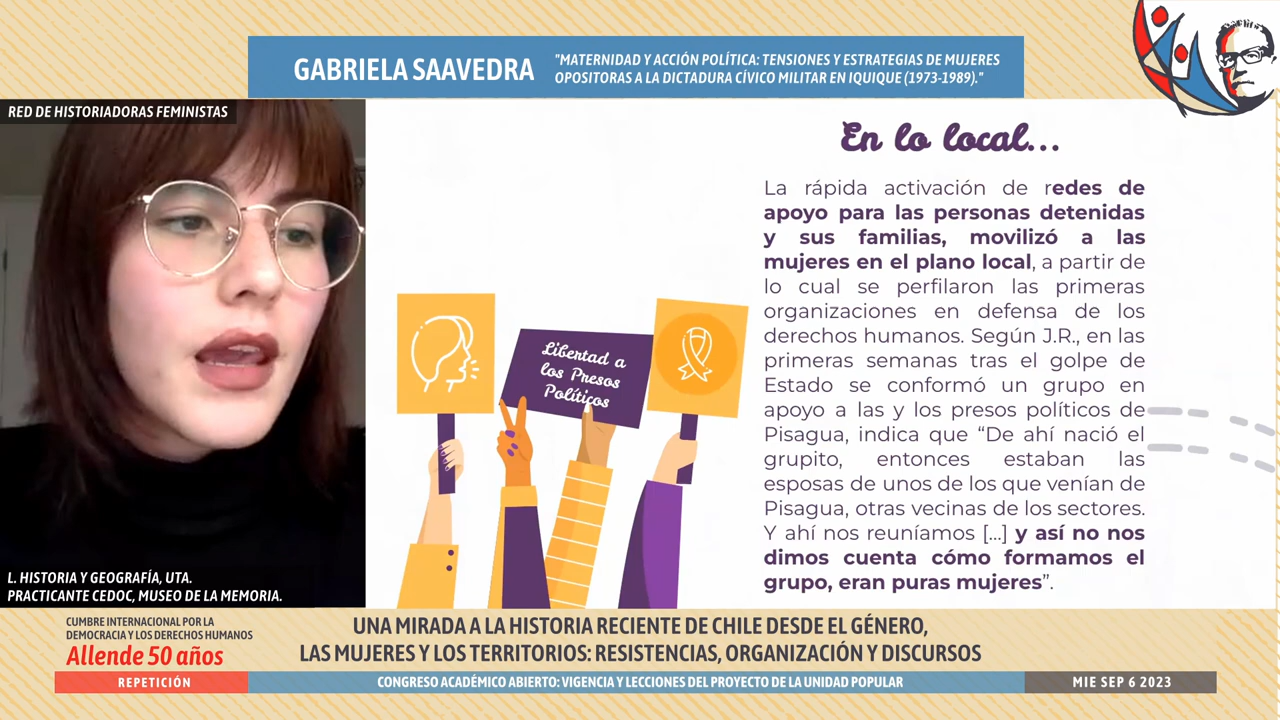 GABRIELA SAAVEDRA
"MATERNIDAD Y ACCIÓN POLÍTICA: TENSIONES Y ESTRATEGIAS DE MUJERES
OPOSITORAS A LA DICTADURA CÍVICO MILITAR EN IQUIQUE (1973-1989)."
RED DE HISTORIADORAS FEMINISTAS
En lo local...
La rápida activación de redes de
apoyo para las personas detenidas
y sus familias, movilizó a las
mujeres en el plano local, a partir de
lo cual se perfilaron las primeras
organizaciones en defensa de los
derechos humanos. Según J.R., en las
primeras semanas tras el golpe de
Estado se conformó un grupo en
apoyo a las y los presos políticos de
Pisagua, indica que “De ahí nació el
grupito, entonces estaban las
esposas de unos de los que venían de
Pisagua, otras vecinas de los sectores.
Y ahí nos reuníamos [...] y así no nos
dimos cuenta cómo formamos el
grupo, eran puras mujeres”.
Libertad a
los Presos
Políticos
L. HISTORIA Y GEOGRAFÍA, UTA.
PRACTICANTE CEDOC, MUSEO DE LA MEMORIA.
CUMBRE INTERNACIONAL POR LA
DEMOCRACIA Y LOS DERECHOS HUMANOS
Allende 50 años
REPETICIÓN
UNA MIRADA A LA HISTORIA RECIENTE DE CHILE DESDE EL GÉNERO,
LAS MUJERES Y LOS TERRITORIOS: RESISTENCIAS, ORGANIZACIÓN Y DISCURSOS
CONGRESO ACADÉMICO ABIERTO: VIGENCIA Y LECCIONES DEL PROYECTO DE LA UNIDAD POPULAR
MIE SEP 6 2023